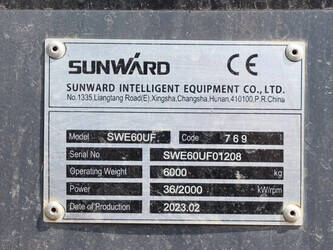 SUNWARD CE
SUNWARD INTELLIGENT EQUIPMENT CO., LTD.
No.1335,Liangtang Road(E).Xingsha,Changsha,Hunan,410100,P.R.China
Model SWE60UF. Code 769
Serial No SWE60UF01208
Operating Weight 6000 kg
Power 36/2000 kW/rpm
Date of Production 2023.02